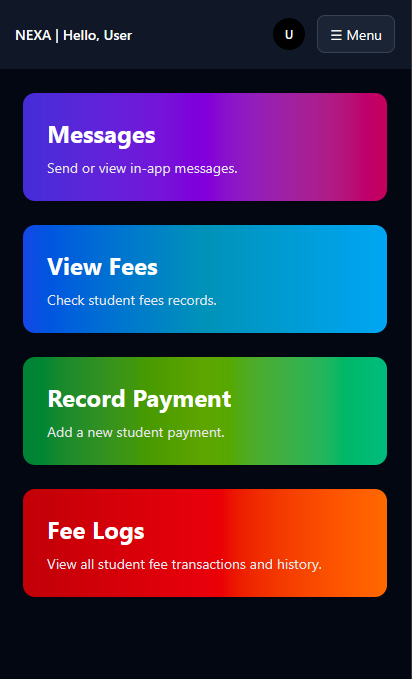 NEXA | Hello, User
U
☰ Menu
Messages
Send or view in-app messages.
View Fees
Check student fees records.
Record Payment
Add a new student payment.
Fee Logs
View all student fee transactions and history.